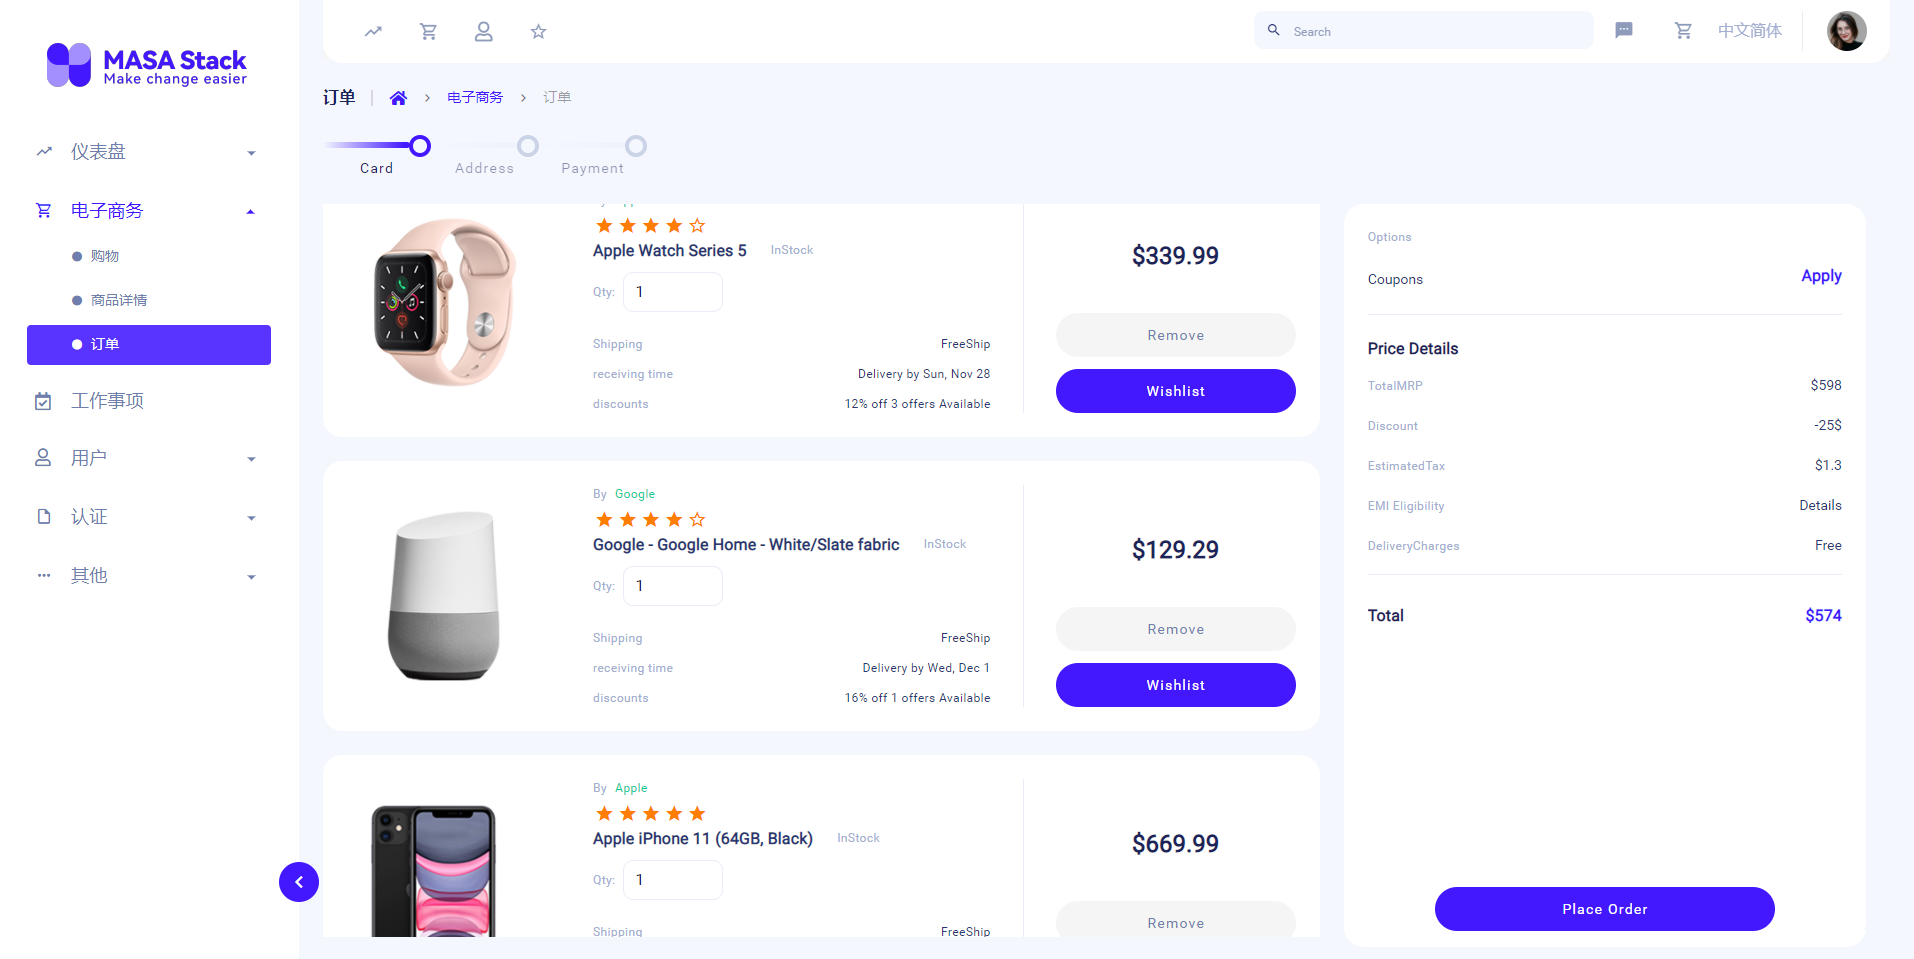 MASA Stack
Make change easier
仪表盘
电子商务
购物
商品详情
订单
工作事项
用户
认证
其他
Search
中文简体
订单
电子商务
订单
Card
Address
Payment
Apple Watch Series 5 InStock
Qty: 1
Shipping FreeShip
receiving time Delivery by Sun, Nov 28
discounts 12% off 3 offers Available
$339.99
Remove
Wishlist
By Google
Google - Google Home - White/Slate fabric InStock
Qty: 1
Shipping FreeShip
receiving time Delivery by Wed, Dec 1
discounts 16% off 1 offers Available
$129.29
Remove
Wishlist
By Apple
Apple iPhone 11 (64GB, Black) InStock
Qty: 1
Shipping FreeShip
$669.99
Remove
Options
Coupons Apply
Price Details
TotalMRP $598
Discount -25$
EstimatedTax $1.3
EMI Eligibility Details
DeliveryCharges Free
Total $574
Place Order